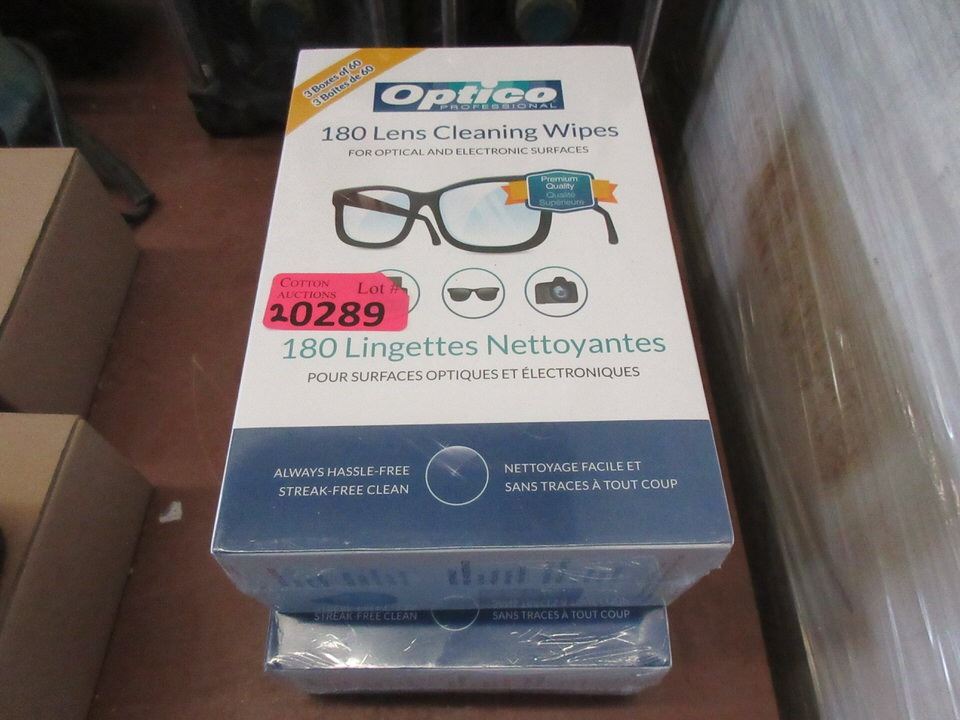 3 Boxes of 60
3 Boîtes de 60
Optico
PROFESSIONAL
180 Lens Cleaning Wipes
FOR OPTICAL AND ELECTRONIC SURFACES
Premium
Quality
Qualité
Supérieure
COTTON
AUCTIONS
Lot #
20289
180 Lingettes Nettoyantes
POUR SURFACES OPTIQUES ET ÉLECTRONIQUES
ALWAYS HASSLE-FREE
STREAK-FREE CLEAN
NETTOYAGE FACILE ET
SANS TRACES À TOUT COUP
STREAK-FREE CLEAN
SANS TRACES À TOUT COUP